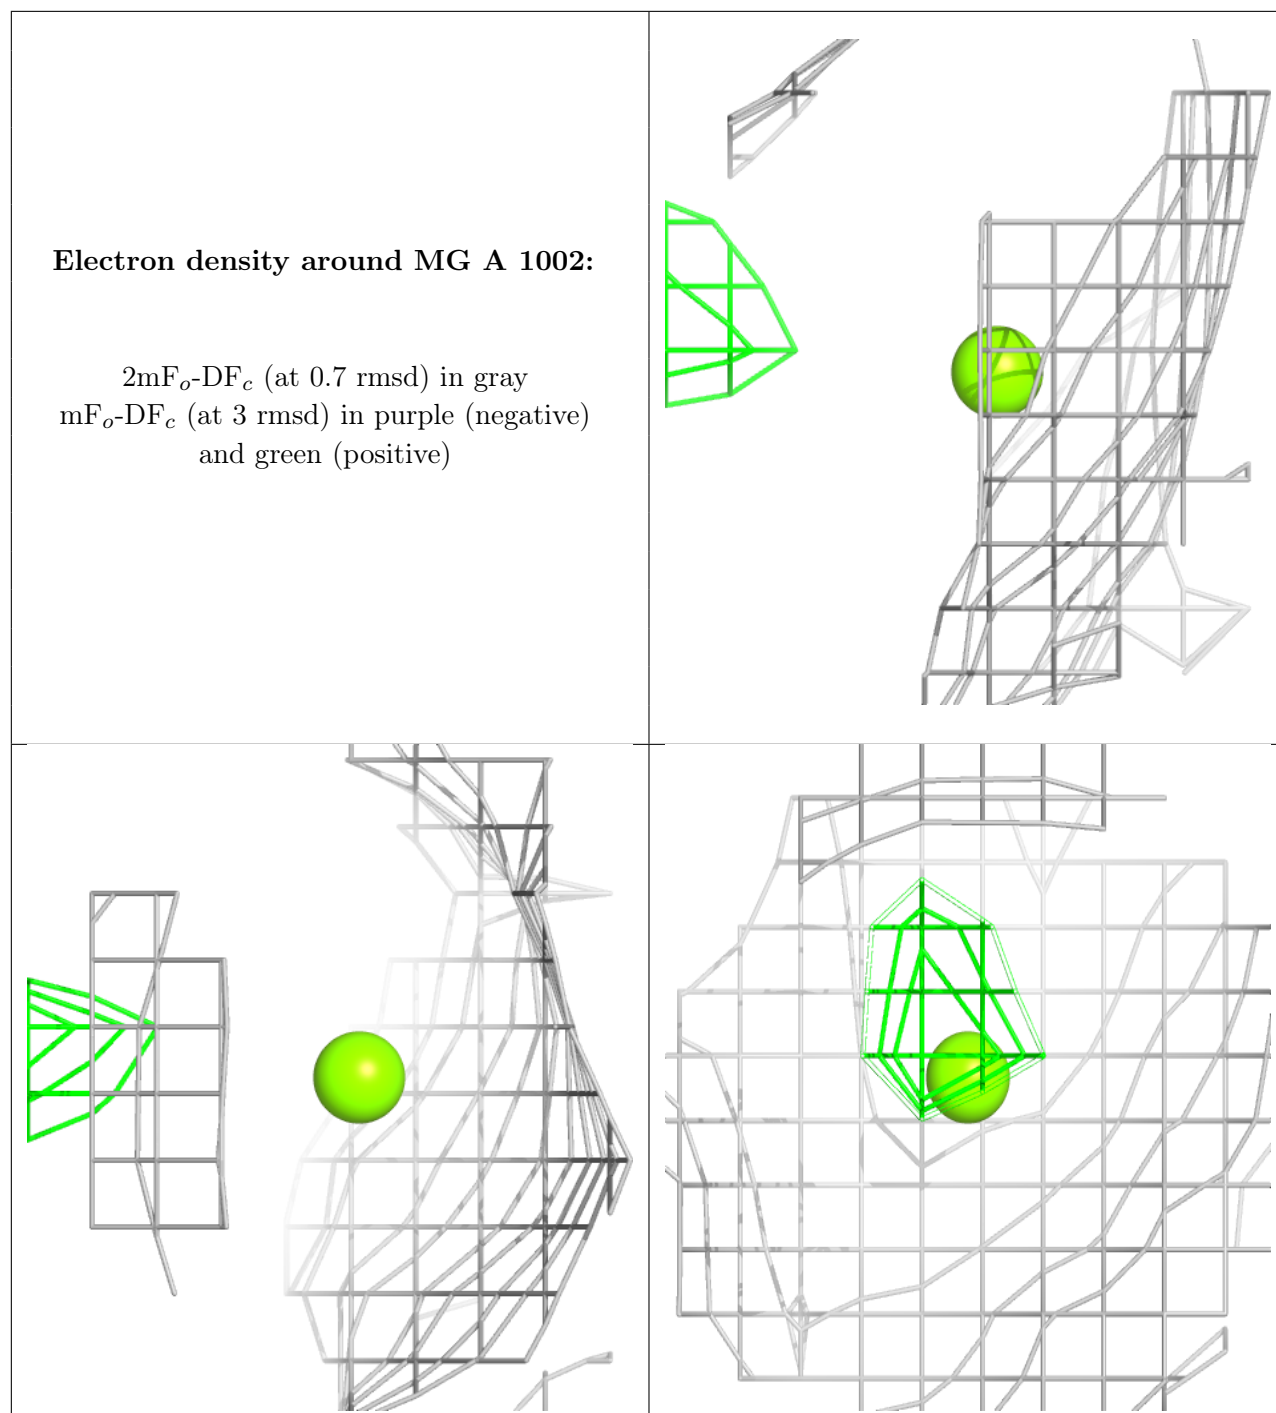 Electron density around MG A 1002:
2mFo-DFc (at 0.7 rmsd) in gray
mFo-DFc (at 3 rmsd) in purple (negative)
and green (positive)